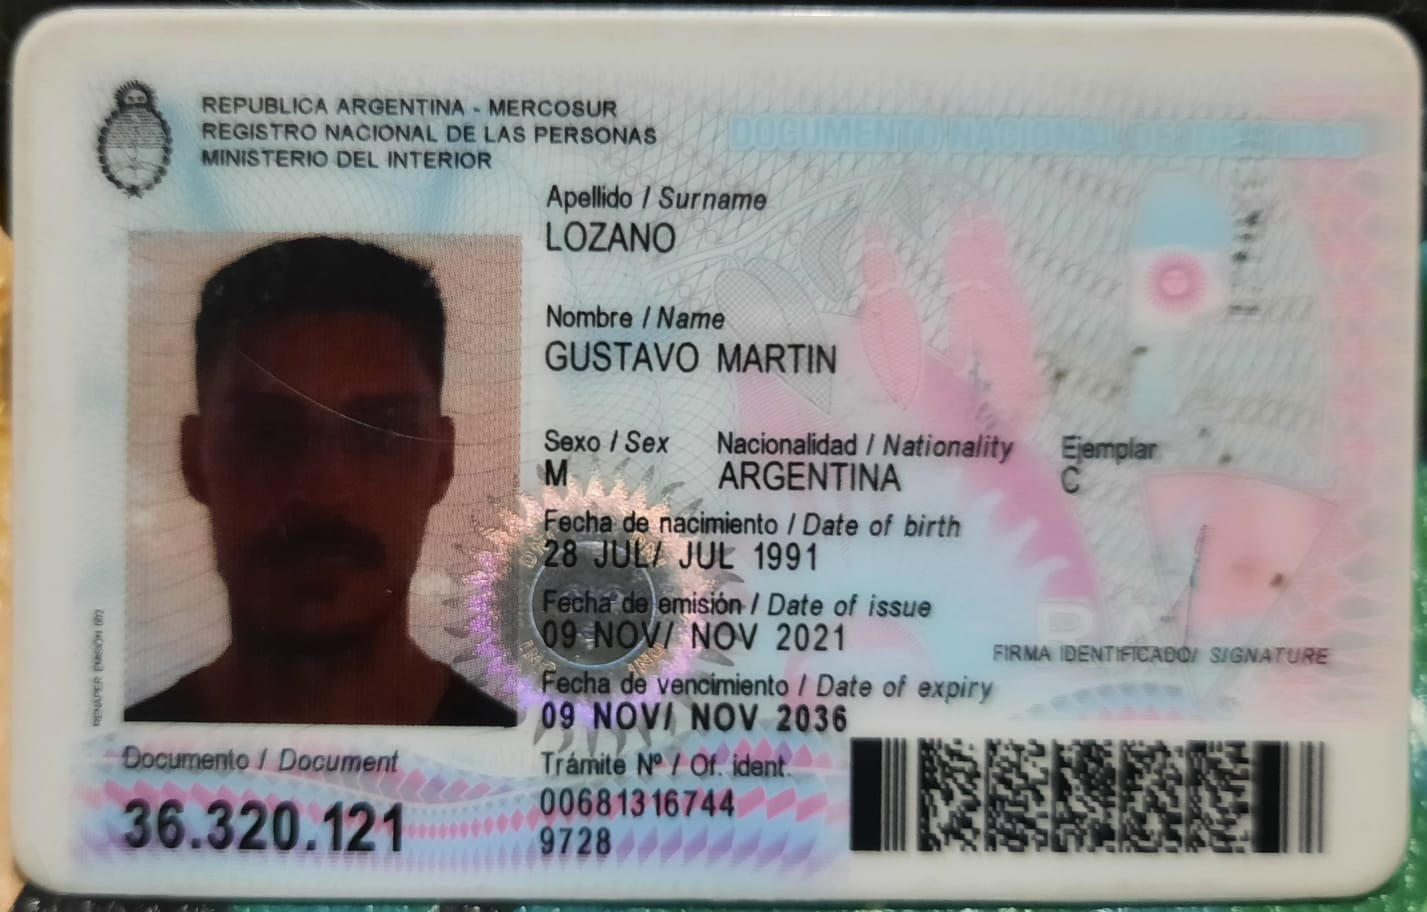 REPUBLICA ARGENTINA - MERCOSUR
REGISTRO NACIONAL DE LAS PERSONAS
MINISTERIO DEL INTERIOR
DOCUMENTO NACIONAL DE
Apellido / Surname
LOZANO
Nombre / Name
GUSTAVO MARTIN
Sexo / Sex Nacionalidad / Nationality Ejemplar
M ARGENTINA C
Fecha de nacimiento / Date of birth
28 JUL/ JUL 1991
Fecha de emisión / Date of issue
09 NOV/ NOV 2021
FIRMA IDENTIFICADO/ SIGNATURE
Fecha de vencimiento / Date of expiry
09 NOV/ NOV 2036
Documento / Document
36.320.121
Trámite Nº / Of. ident.
00681316744
9728